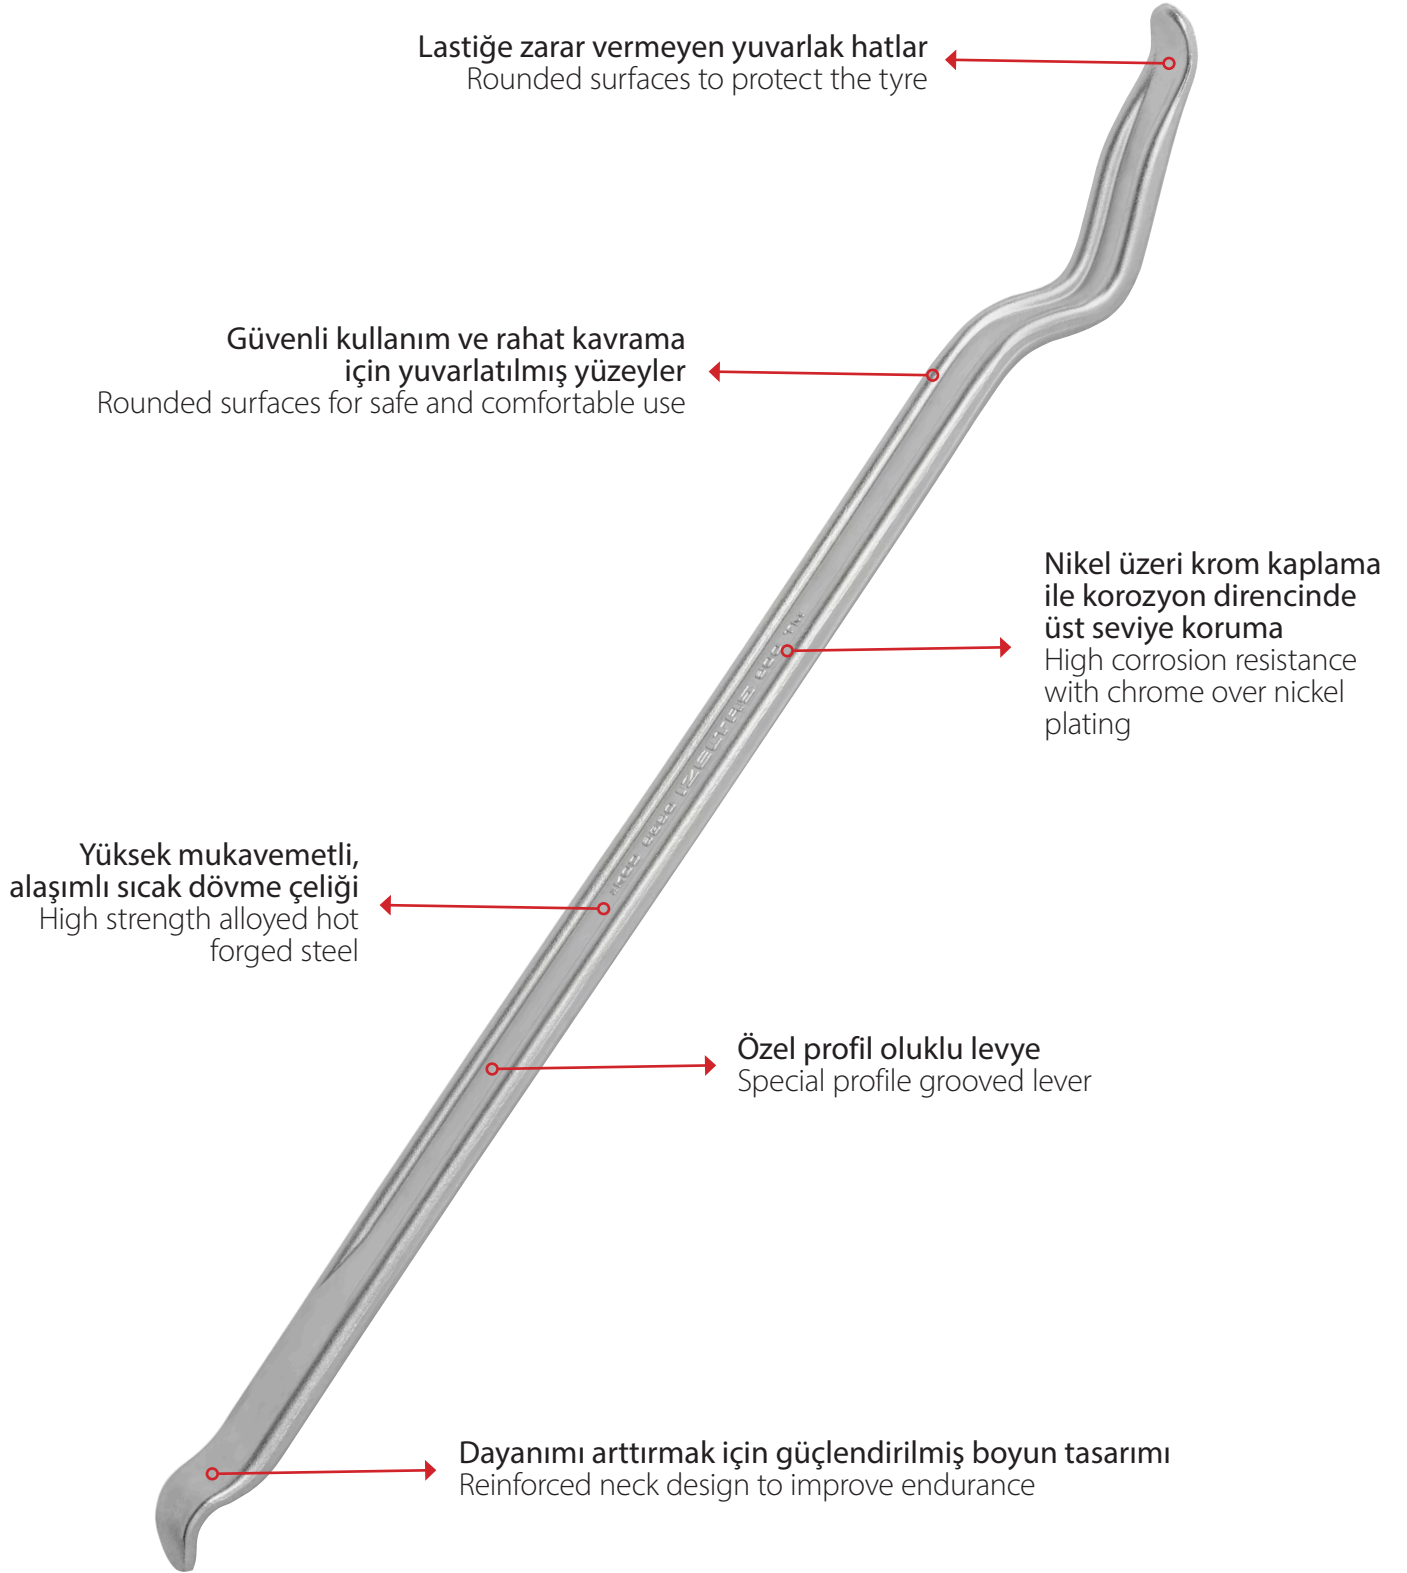 Lastiğe zarar vermeyen yuvarlak hatlar
Rounded surfaces to protect the tyre
Güvenli kullanım ve rahat kavrama
için yuvarlatılmış yüzeyler
Rounded surfaces for safe and comfortable use
Nikel üzeri krom kaplama
ile korozyon direncinde
üst seviye koruma
High corrosion resistance
with chrome over nickel
plating
IZELTAŞ
Yüksek mukavemetli,
alaşımlı sıcak dövme çeliği
High strength alloyed hot
forged steel
Özel profil oluklu levye
Special profile grooved lever
Dayanımı arttırmak için güçlendirilmiş boyun tasarımı
Reinforced neck design to improve endurance